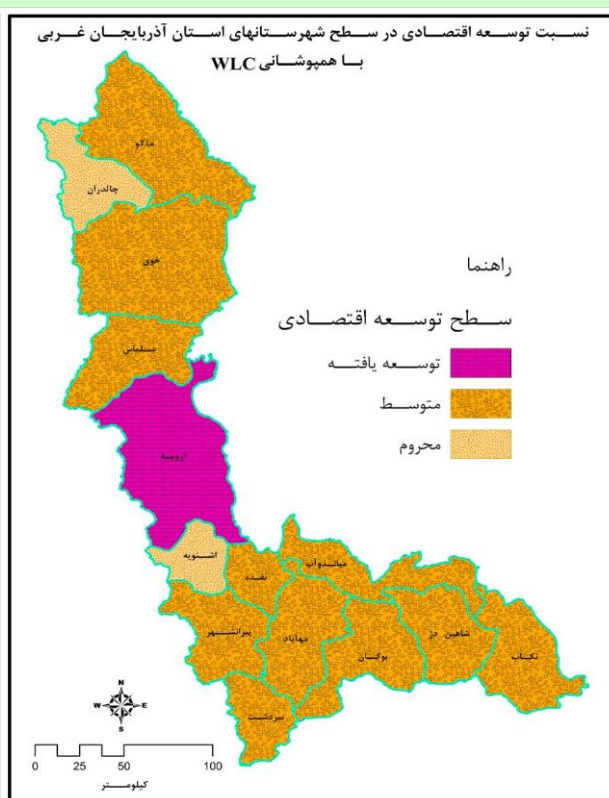 نسبت توسعه اقتصادی در سطح شهرستانهای استان آذربایجان غربی
با همپوشانی WLC
ماکو
چالدران
خوی
سلماس
ارومیه
اشنویه
نقده
میاندوآب
پیرانشهر
مهاباد
بوکان
شاهین دژ
تکاب
سردشت
راهنما
سطح توسعه اقتصادی
توسعه یافته
متوسط
محروم
N
W E
S
0 25 50 100
کیلومتر